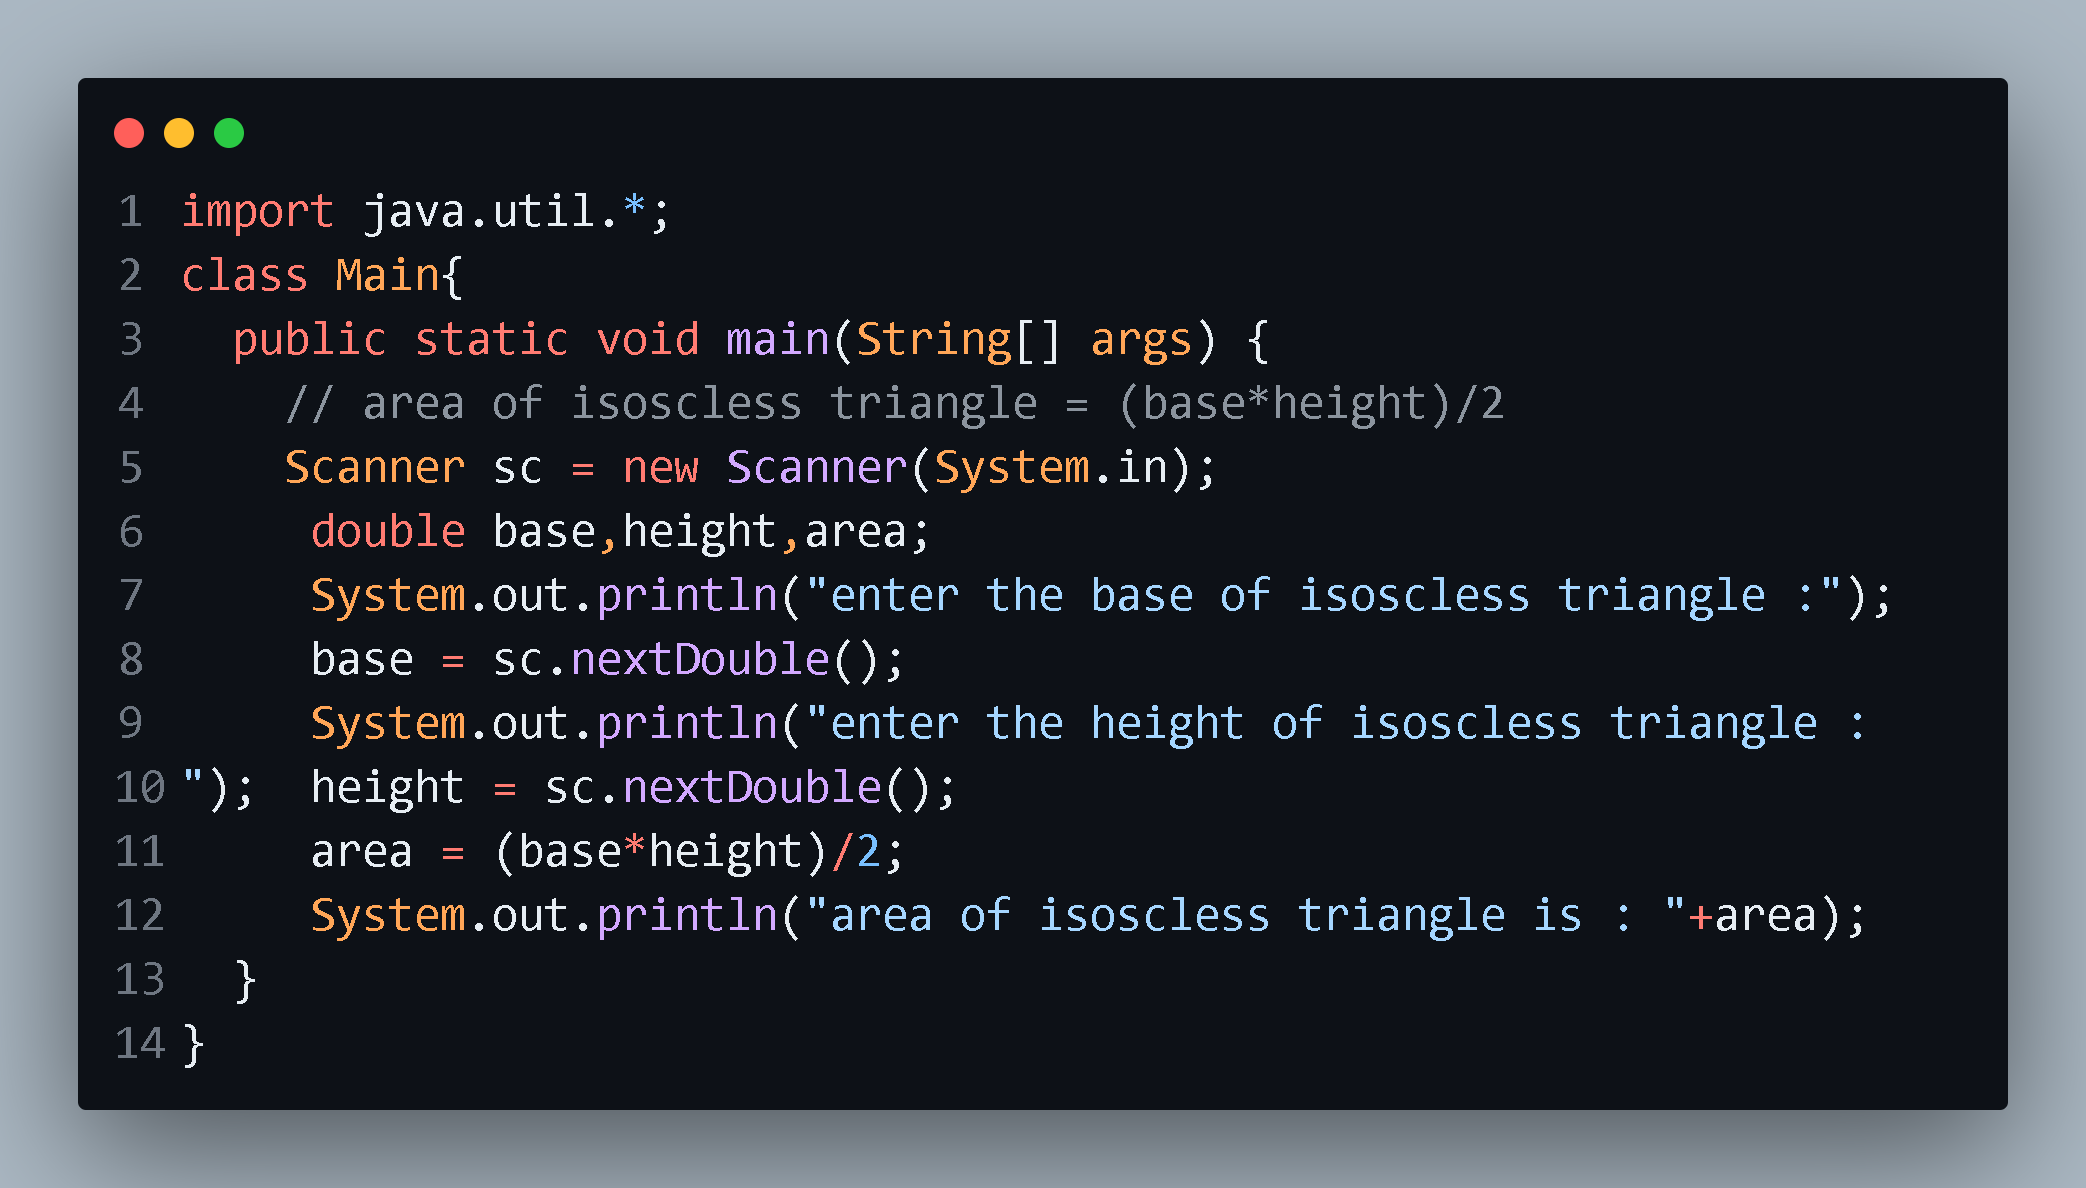 1 import java.util.*;
2 class Main{
3   public static void main(String[] args) {
4     // area of isoscless triangle = (base*height)/2
5     Scanner sc = new Scanner(System.in);
6      double base,height,area;
7      System.out.println("enter the base of isoscless triangle :");
8      base = sc.nextDouble();
9      System.out.println("enter the height of isoscless triangle :
10 ");  height = sc.nextDouble();
11      area = (base*height)/2;
12      System.out.println("area of isoscless triangle is : "+area);
13   }
14 }